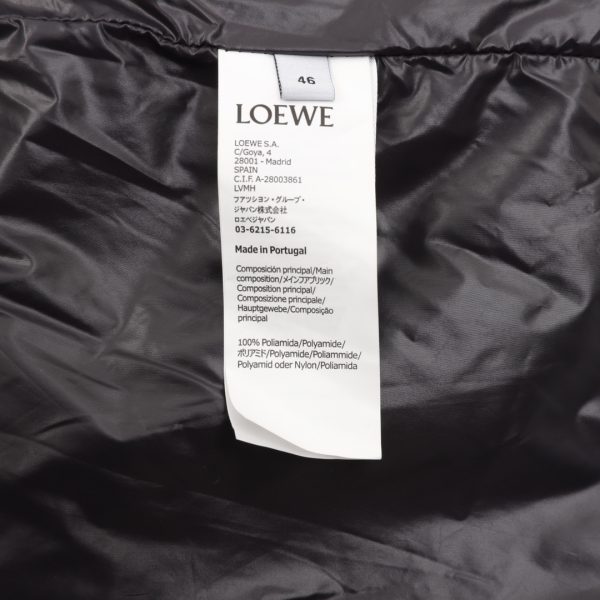 46
LOEWE
LOEWE S.A.
C/Goya, 4
28001 - Madrid
SPAIN
C.I.F. A-28003861
LVMH
ファッション・グループ・
ジャパン株式会社
ロエベジャパン
03-6215-6116
Made in Portugal
Composición principal/Main
composition/メインファブリック/
Composition principal/
Composizione principale/
Hauptgewebe/Composição
principal
100% Poliamida/Polyamide/
ポリアミド/Polyamide/Poliammide/
Polyamid oder Nylon/Poliamida